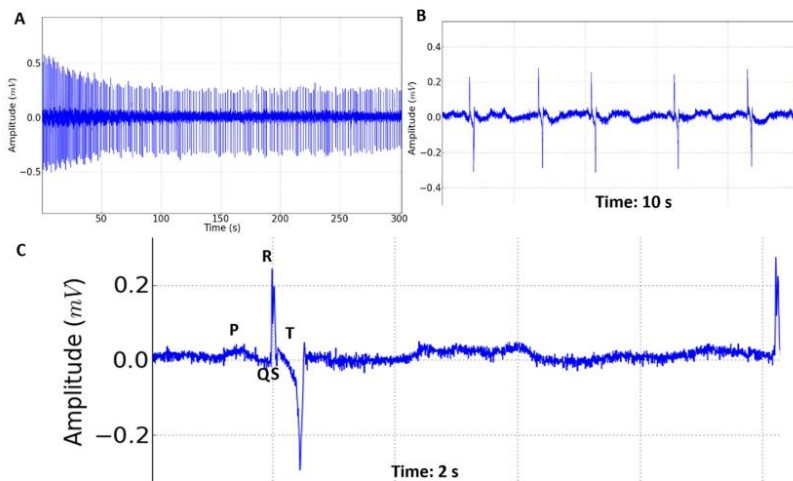 A
Amplitude (mV)
0.5
0.0
−0.5
50
100
150
200
250
300
Time (s)
B
Amplitude (mV)
0.4
0.2
0.0
−0.2
−0.4
Time: 10 s
C
Amplitude (mV)
0.2
0.0
−0.2
R
P
T
QS
Time: 2 s